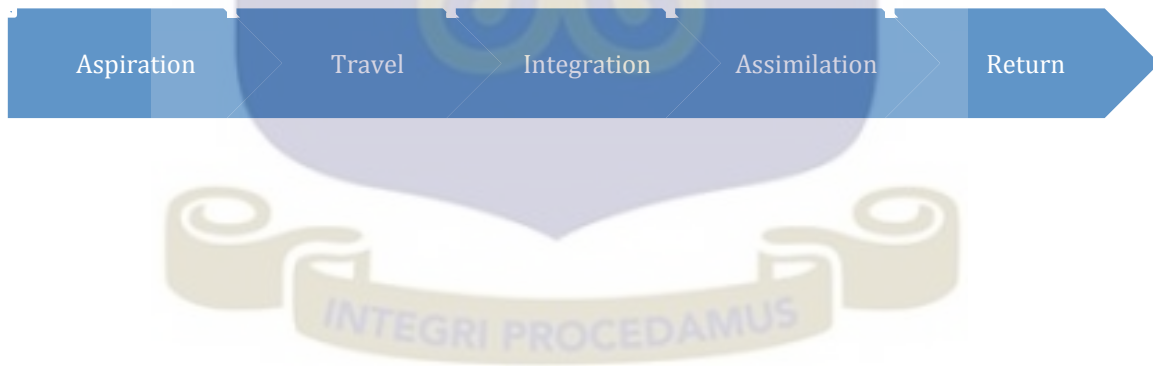 Aspiration Travel Integration Assimilation Return
INTEGRI PROCEDAMUS